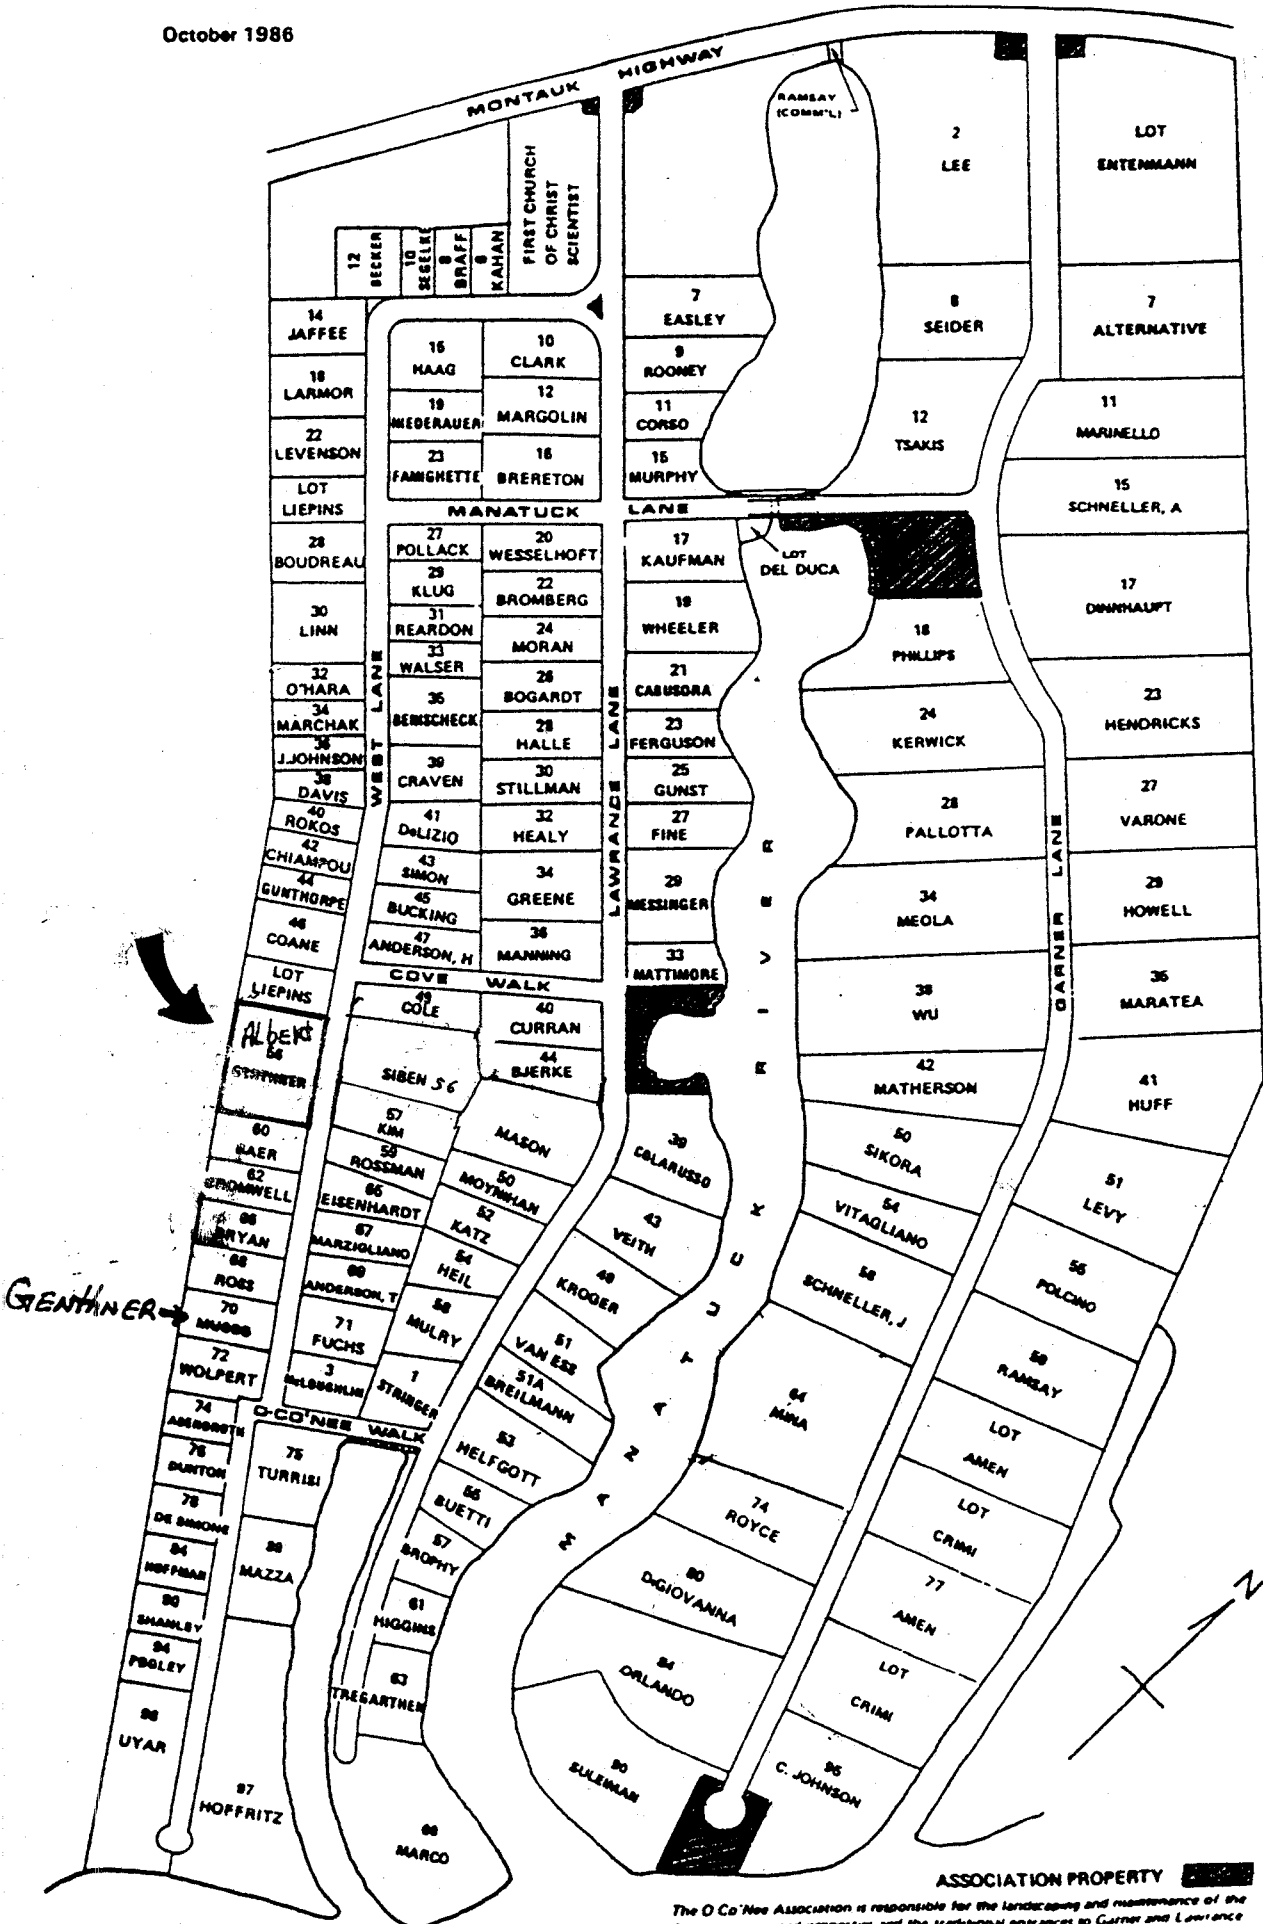 October 1986
MONTAUK HIGHWAY
RAMSAY
(COMM'L)
2
LEE
LOT
ENTENMANN
FIRST CHURCH
OF CHRIST
SCIENTIST
12
BECKER
10
SEGELKE
8
BRAFF
6
KAHAN
14
JAFFEE
18
LARMOR
22
LEVENSON
LOT
LIEPINS
28
BOUDREAU
30
LINN
32
O'HARA
34
MARCHAK
36
J.JOHNSON
38
DAVIS
40
ROKOS
42
CHIAMPOU
44
GUNTHORPE
46
COANE
LOT
LIEPINS
ALBERS
56
60
BAER
62
BROMWELL
66
BRYAN
68
ROSS
GENTHNER
70
MUGGS
72
WOLPERT
74
76
DUNTON
78
DE SIMONE
84
HOFFMAN
90
SHANLEY
94
98
UYAR
WEST LANE
15
HAAG
19
NIEDERAUER
23
FAMIGHETTE
10
CLARK
12
MARGOLIN
16
BRERETON
MANATUCK LANE
27
POLLACK
29
KLUG
31
REARDON
33
WALSER
35
39
CRAVEN
41
DeLIZIO
43
SIMON
45
BUCKING
47
ANDERSON, H
20
WESSELHOFT
22
BROMBERG
24
MORAN
26
BOGARDT
28
HALLE
30
STILLMAN
32
HEALY
34
GREENE
36
MANNING
COVE WALK
49
COLE
SIBEN 56
57
KIM
59
ROSSMAN
65
EISENHARDT
67
MARZIGLIANO
69
ANDERSON, T
71
FUCHS
3
McLOUGHLIN
40
CURRAN
44
BJERKE
MASON
50
MOYNIHAN
52
KATZ
54
HEIL
58
MULRY
1
STRINGER
O-CO'NEE WALK
75
TURRISI
89
MAZZA
97
HOFFRITZ
LAWRANCE LANE
7
EASLEY
9
ROONEY
11
CORSO
15
MURPHY
17
KAUFMAN
LOT
DEL DUCA
19
WHEELER
21
CABUSORA
23
FERGUSON
25
GUNST
27
FINE
29
MESSINGER
33
MATTIMORE
39
COLARUSSO
43
VEITH
49
KROGER
51
VAN ESS
51A
BREILMANN
53
HELFGOTT
55
BUETTI
57
BROPHY
61
HIGGINS
63
TREGARTHEN
69
MARCO
MANATUCK RIVER
8
SEIDER
12
TSAKIS
18
PHILLIPS
24
KERWICK
28
PALLOTTA
34
MEOLA
38
WU
42
MATHERSON
50
SIKORA
54
VITAGLIANO
58
SCHNELLER, J
64
MINA
74
ROYCE
80
DiGIOVANNA
84
ORLANDO
90
SULEIMAN
GARNER LANE
7
ALTERNATIVE
11
MARINELLO
15
SCHNELLER, A
17
DINNHAUPT
23
HENDRICKS
27
VARONE
29
HOWELL
35
MARATEA
41
HUFF
51
LEVY
55
POLCINO
59
RAMSAY
LOT
AMEN
LOT
CRIMI
77
AMEN
LOT
CRIMI
95
C. JOHNSON
N
ASSOCIATION PROPERTY
The O Co'Nee Association is responsible for the landscaping and maintenance of the
and the traditional entrances to Garner and Lawrance